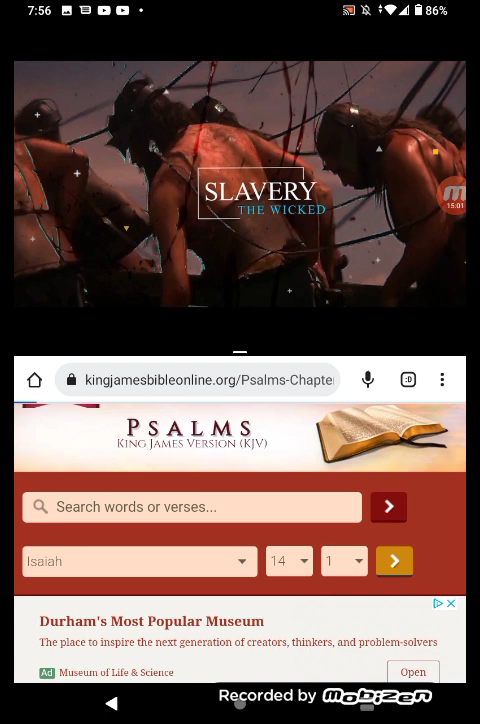 7:56
86%
SLAVERY
THE WICKED
15:01
kingjamesbibleonline.org/Psalms-Chapte
:D
PSALMS
KING JAMES VERSION (KJV)
Search words or verses...
Isaiah
14
1
Durham's Most Popular Museum
The place to inspire the next generation of creators, thinkers, and problem-solvers
Ad Museum of Life & Science
Open
Recorded by Mobizen